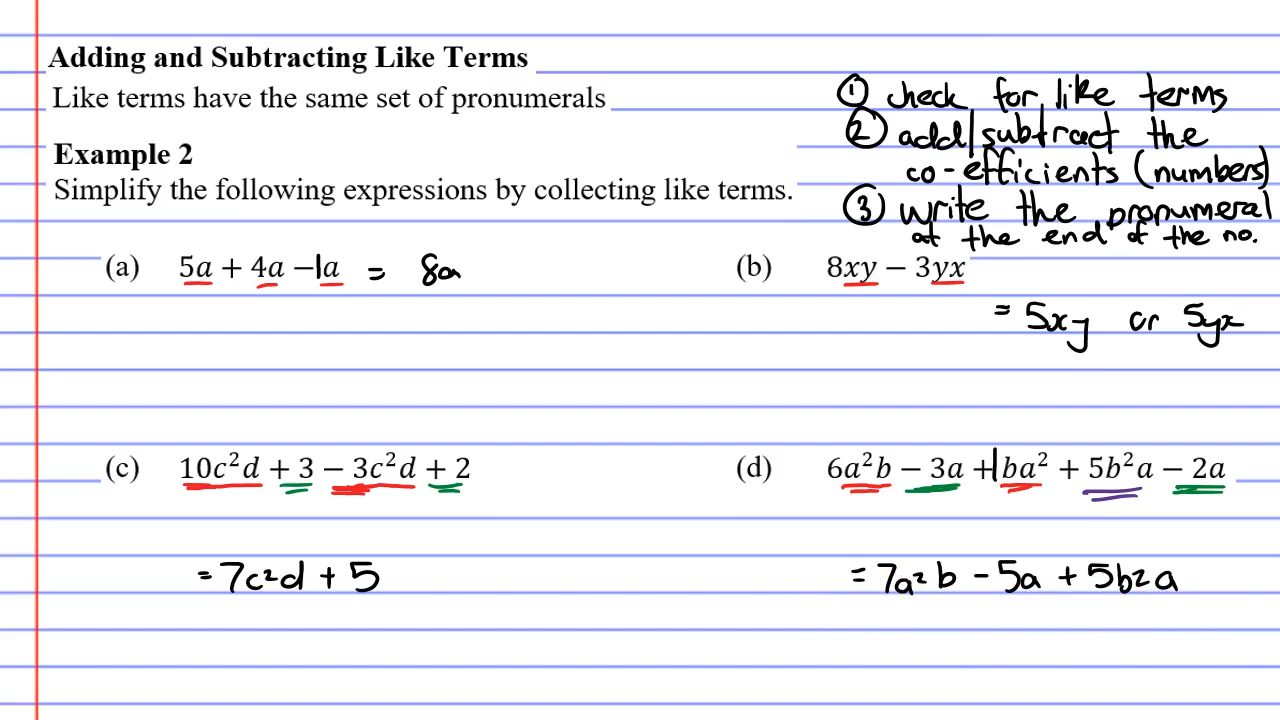 Adding and Subtracting Like Terms
Like terms have the same set of pronumerals
① check for like terms
② add/subtract the
co-efficients (numbers)
③ write the pronumeral
at the end of the no.
Example 2
Simplify the following expressions by collecting like terms.
(a) 5a + 4a − 1a = 8a
(b) 8xy − 3yx
= 5xy or 5yx
(c) 10c²d + 3 − 3c²d + 2
= 7c²d + 5
(d) 6a²b − 3a + 1ba² + 5b²a − 2a
= 7a²b − 5a + 5b²a